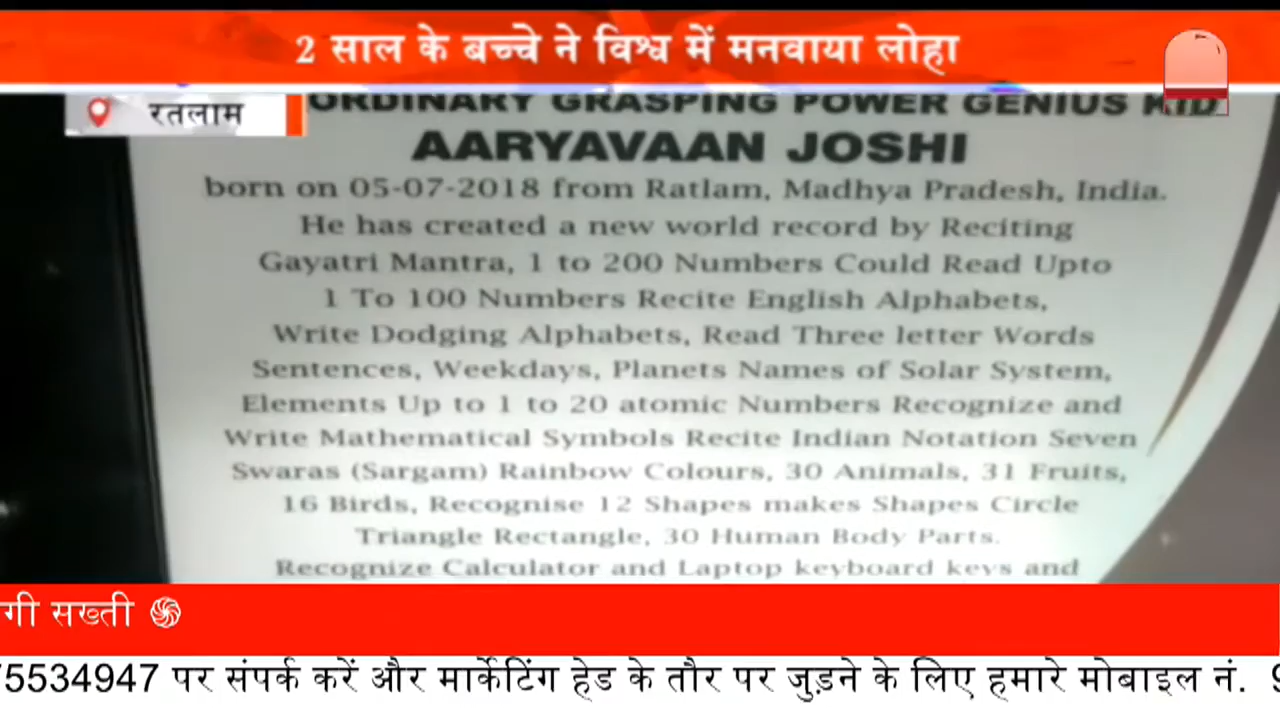 2 साल के बच्चे ने विश्व में मनवाया लोहा
रतलाम
ORDINARY GRASPING POWER GENIUS KID
AARYAVAAN JOSHI
born on 05-07-2018 from Ratlam, Madhya Pradesh, India.
He has created a new world record by Reciting
Gayatri Mantra, 1 to 200 Numbers Could Read Upto
1 To 100 Numbers Recite English Alphabets,
Write Dodging Alphabets, Read Three letter Words
Sentences, Weekdays, Planets Names of Solar System,
Elements Up to 1 to 20 atomic Numbers Recognize and
Write Mathematical Symbols Recite Indian Notation Seven
Swaras (Sargam) Rainbow Colours, 30 Animals, 31 Fruits,
16 Birds, Recognise 12 Shapes makes Shapes Circle
Triangle Rectangle, 30 Human Body Parts.
Recognize Calculator and Laptop keyboard keys and
गी सख्ती
75534947 पर संपर्क करें और मार्केटिंग हेड के तौर पर जुड़ने के लिए हमारे मोबाइल नं. 9